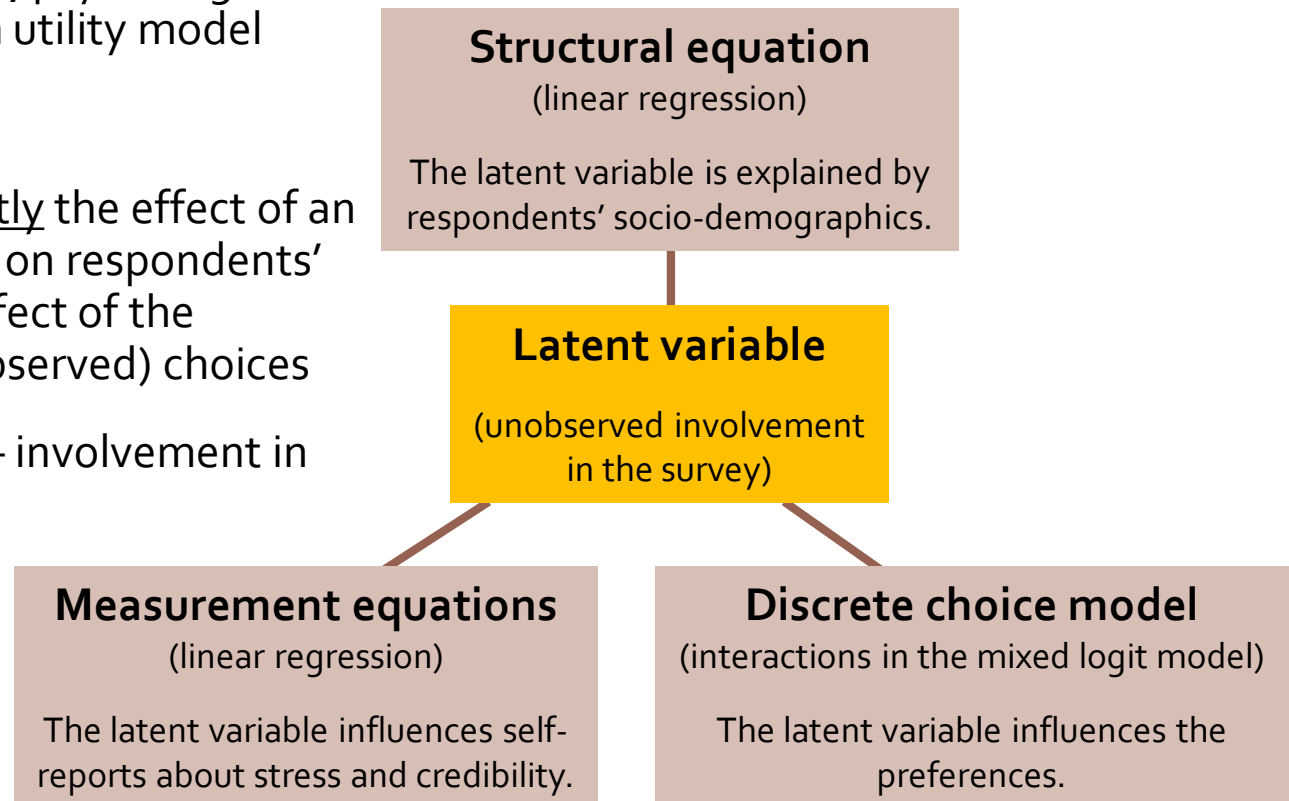 n utility model
tly the effect of an
on respondents'
fect of the
bserved) choices
- involvement in
Structural equation
(linear regression)
The latent variable is explained by
respondents' socio-demographics.
Latent variable
(unobserved involvement
in the survey)
Measurement equations
(linear regression)
The latent variable influences self-
reports about stress and credibility.
Discrete choice model
(interactions in the mixed logit model)
The latent variable influences the
preferences.